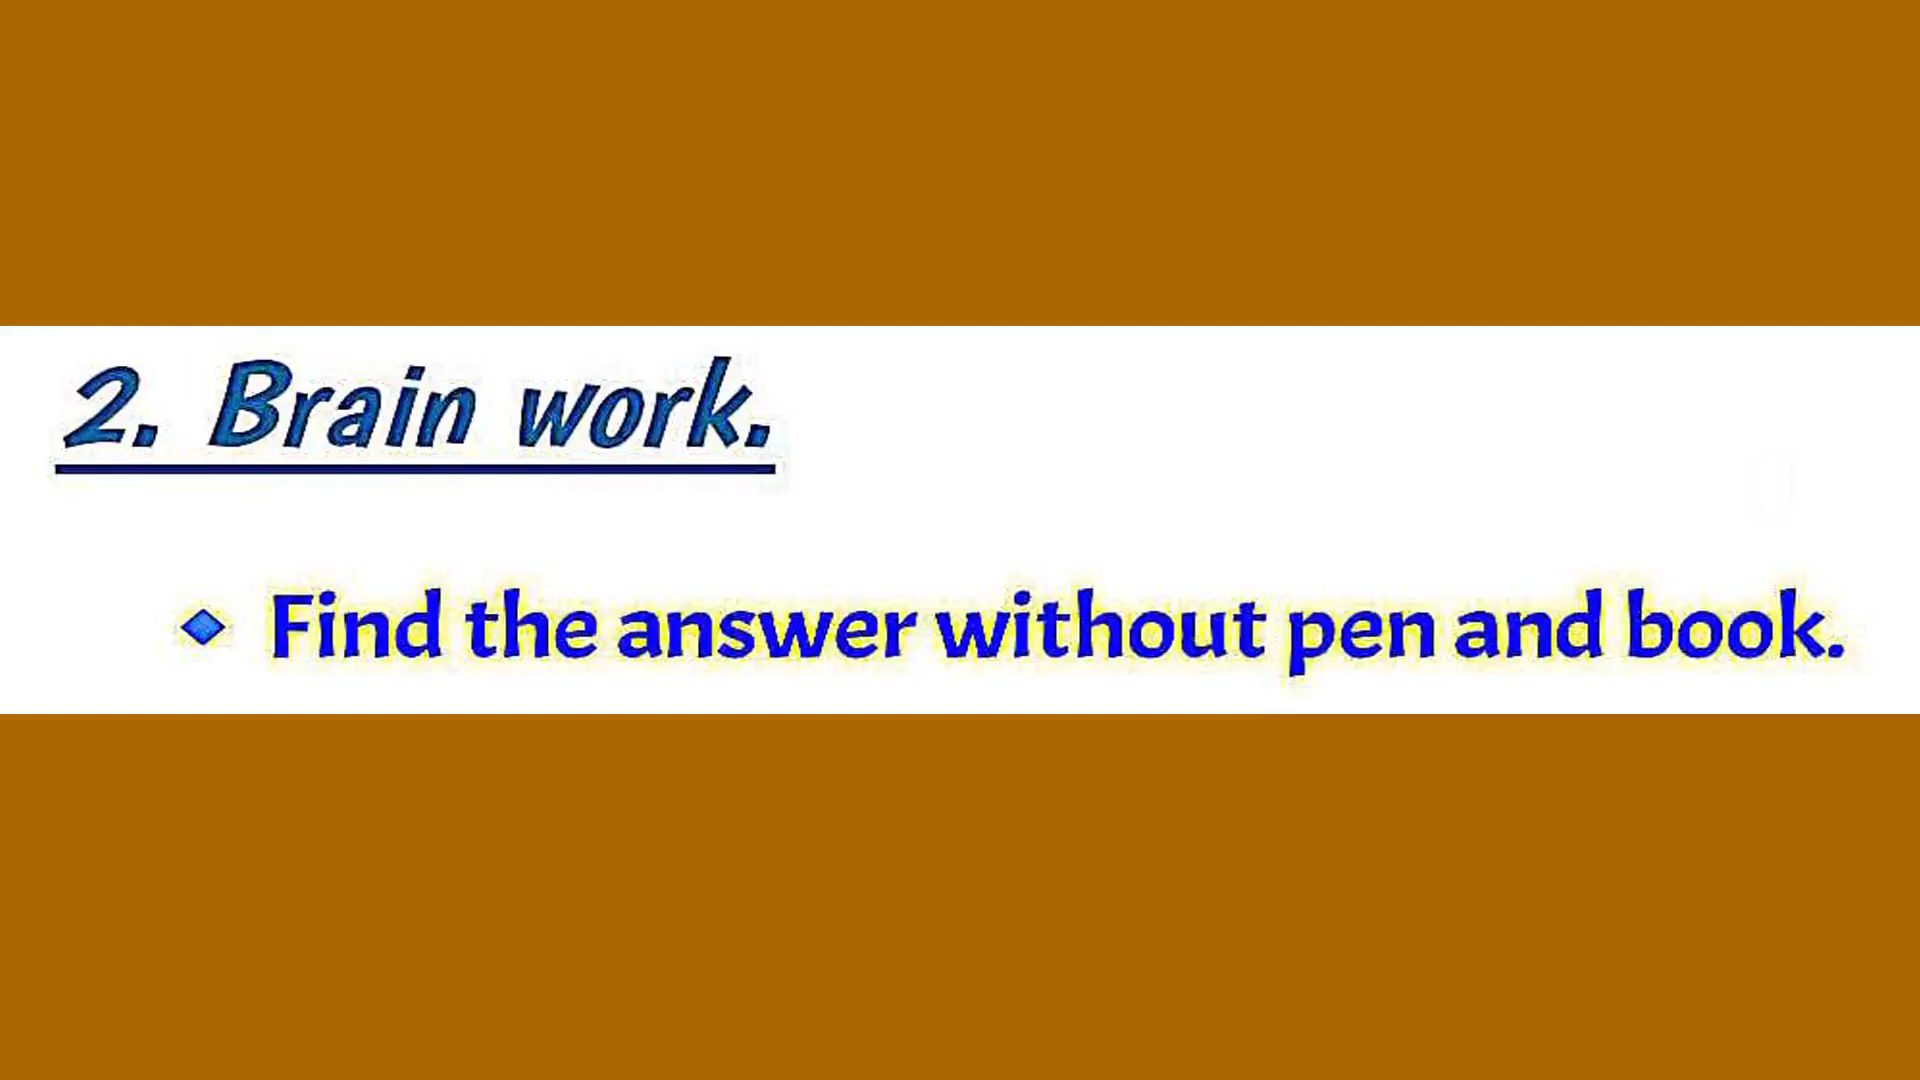 2. Brain work.
Find the answer without pen and book.